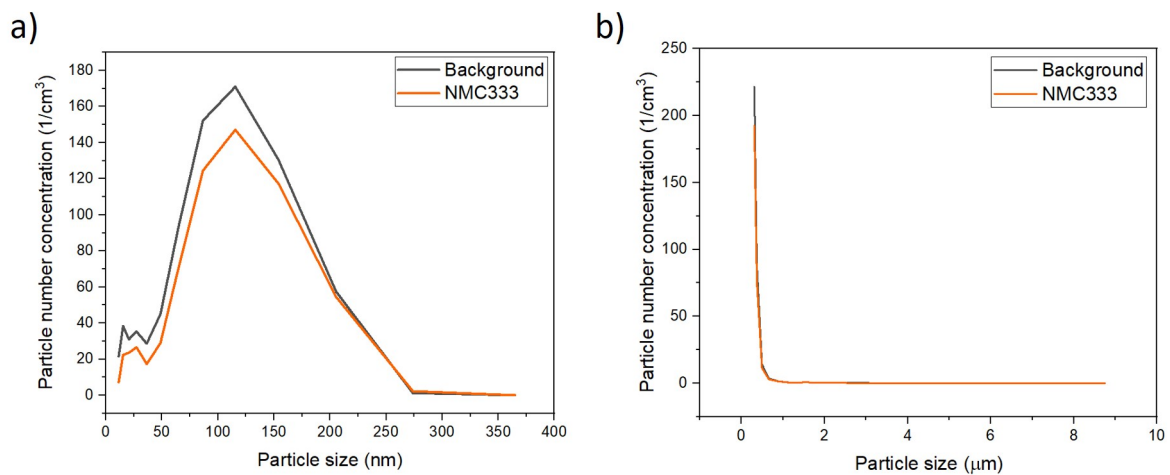 a)
Particle number concentration (1/cm³)
180
160
140
120
100
80
60
40
20
0
Background
NMC333
0 50 100 150 200 250 300 350 400
Particle size (nm)
b)
Particle number concentration (1/cm³)
250
200
150
100
50
0
Background
NMC333
0 2 4 6 8 10
Particle size (μm)